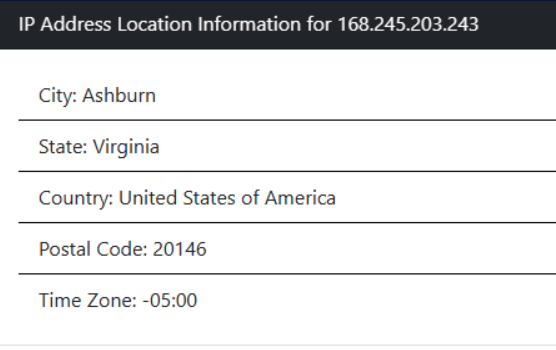 IP Address Location Information for 168.245.203.243
City: Ashburn
State: Virginia
Country: United States of America
Postal Code: 20146
Time Zone: -05:00